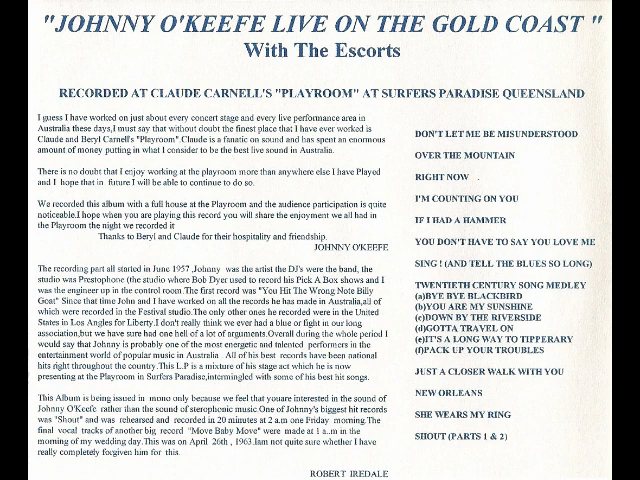 "JOHNNY O'KEEFE LIVE ON THE GOLD COAST "
With The Escorts
RECORDED AT CLAUDE CARNELL'S "PLAYROOM" AT SURFERS PARADISE QUEENSLAND
I guess I have worked on just about every concert stage and every live performance area in
Australia these days,I must say that without doubt the finest place that I have ever worked is
Claude and Beryl Carnell's "Playroom".Claude is a fanatic on sound and has spent an enormous
amount of money putting in what I consider to be the best live sound in Australia.
There is no doubt that I enjoy working at the playroom more than anywhere else I have Played
and I hope that in future I will be able to continue to do so.
We recorded this album with a full house at the Playroom and the audience participation is quite
noticeable.I hope when you are playing this record you will share the enjoyment we all had in
the Playroom the night we recorded it
Thanks to Beryl and Claude for their hospitality and friendship.
JOHNNY O'KEEFE
The recording part all started in June 1957 ,Johnny was the artist the DJ's were the band, the
studio was Prestophone (the studio where Bob Dyer used to record his Pick A Box shows and I
was the engineer up in the control room.The first record was "You Hit The Wrong Note Billy
Goat" Since that time John and I have worked on all the records he has made in Australia,all of
which were recorded in the Festival studio.The only other ones he recorded were in the United
States in Los Angles for Liberty.I don't really think we ever had a blue or fight in our long
association,but we have sure had one hell of a lot of arguments.Overall during the whole period I
would say that Johnny is probably one of the most energetic and talented performers in the
entertainment world of popular music in Australia All of his best records have been national
hits right throughout the country.This L.P is a mixture of his stage act which he is now
presenting at the Playroom in Surfers Paradise,intermingled with some of his best hit songs.
This Album is being issued in mono only because we feel that youare interested in the sound of
Johnny O'Keefe rather than the sound of sterophonic music.One of Johnny's biggest hit records
was "Shout" and was rehearsed and recorded in 20 minutes at 2 a.m one Friday morning.The
final vocal tracks of another big record "Move Baby Move" were made at 1 a..m in the
morning of my wedding day.This was on April 26th , 1963.Iam not quite sure whether I have
really completely forgiven him for this.
ROBERT IREDALE
DON'T LET ME BE MISUNDERSTOOD
OVER THE MOUNTAIN
RIGHT NOW .
I'M COUNTING ON YOU
IF I HAD A HAMMER
YOU DON'T HAVE TO SAY YOU LOVE ME
SING ! (AND TELL THE BLUES SO LONG)
TWENTIETH CENTURY SONG MEDLEY
(a)BYE BYE BLACKBIRD
(b)YOU ARE MY SUNSHINE
(c)DOWN BY THE RIVERSIDE
(d)GOTTA TRAVEL ON
(e)IT'S A LONG WAY TO TIPPERARY
(f)PACK UP YOUR TROUBLES
JUST A CLOSER WALK WITH YOU
NEW ORLEANS
SHE WEARS MY RING
SHOUT (PARTS 1 & 2)